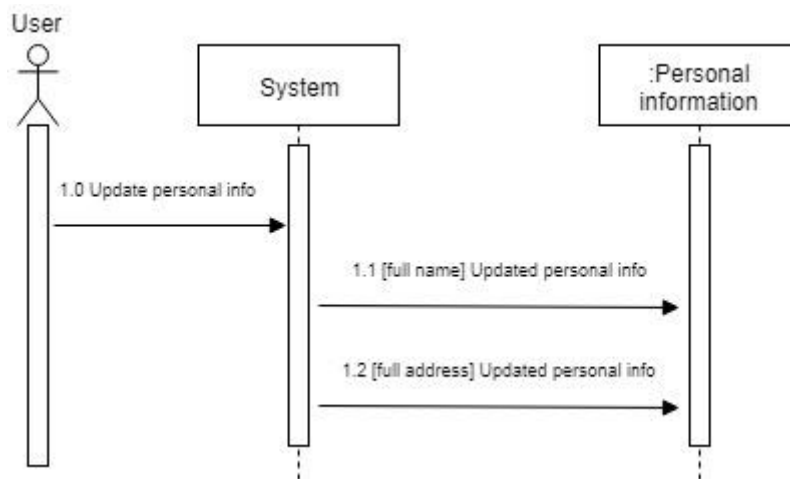 User
System
:Personal
information
1.0 Update personal info
1.1 [full name] Updated personal info
1.2 [full address] Updated personal info